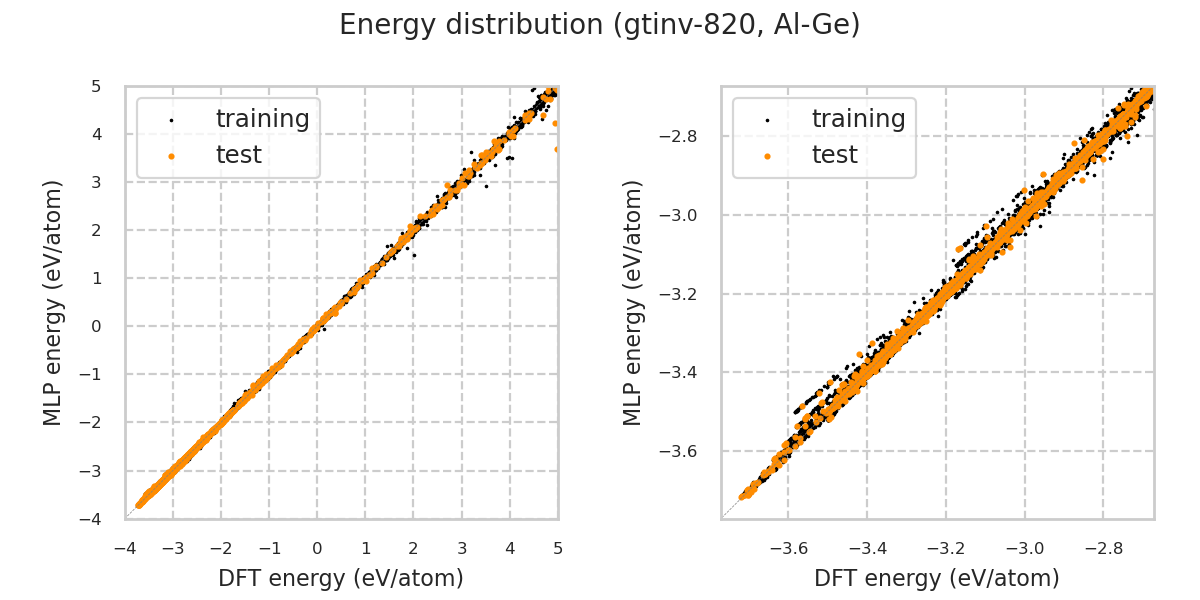 Energy distribution (gtinv-820, Al-Ge)
training
test
5
4
3
2
1
0
−1
−2
−3
−4
MLP energy (eV/atom)
−4 −3 −2 −1 0 1 2 3 4 5
DFT energy (eV/atom)
training
test
−2.8
−3.0
−3.2
−3.4
−3.6
MLP energy (eV/atom)
−3.6 −3.4 −3.2 −3.0 −2.8
DFT energy (eV/atom)